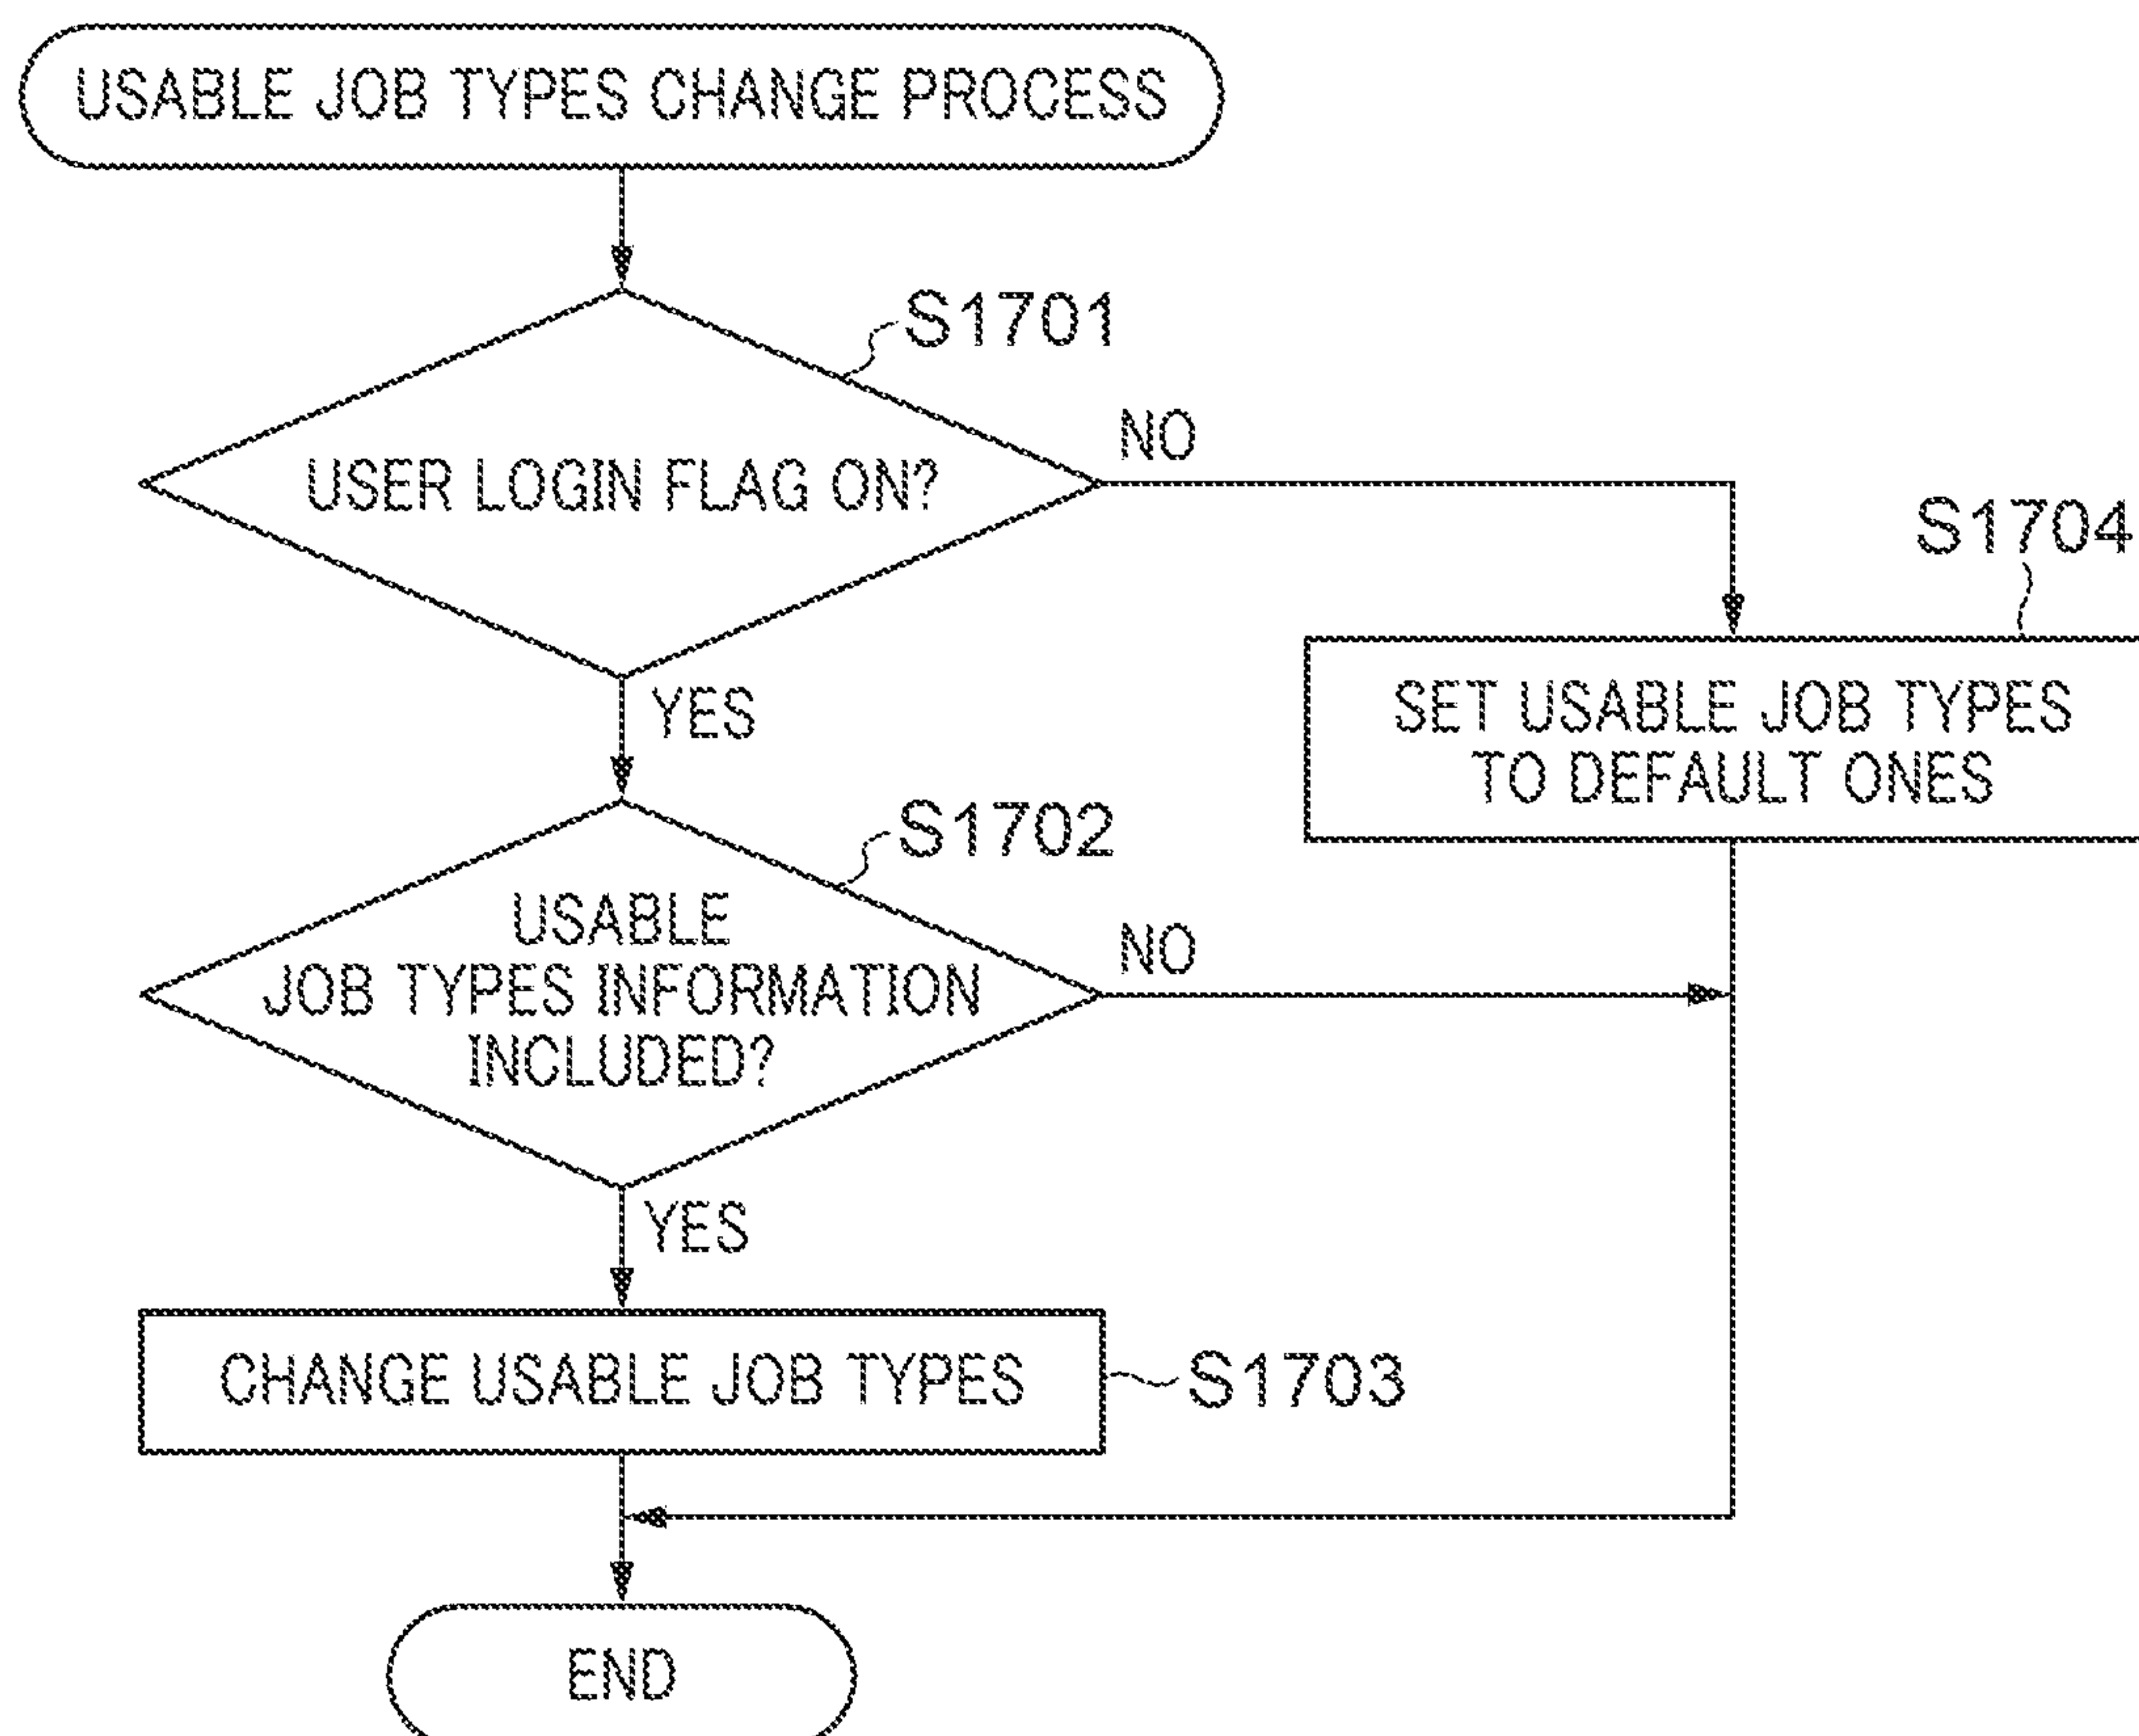 USABLE JOB TYPES CHANGE PROCESS
S1701
USER LOGIN FLAG ON?
NO
S1704
SET USABLE JOB TYPES
TO DEFAULT ONES
YES
S1702
USABLE
JOB TYPES INFORMATION
INCLUDED?
NO
YES
CHANGE USABLE JOB TYPES
S1703
END